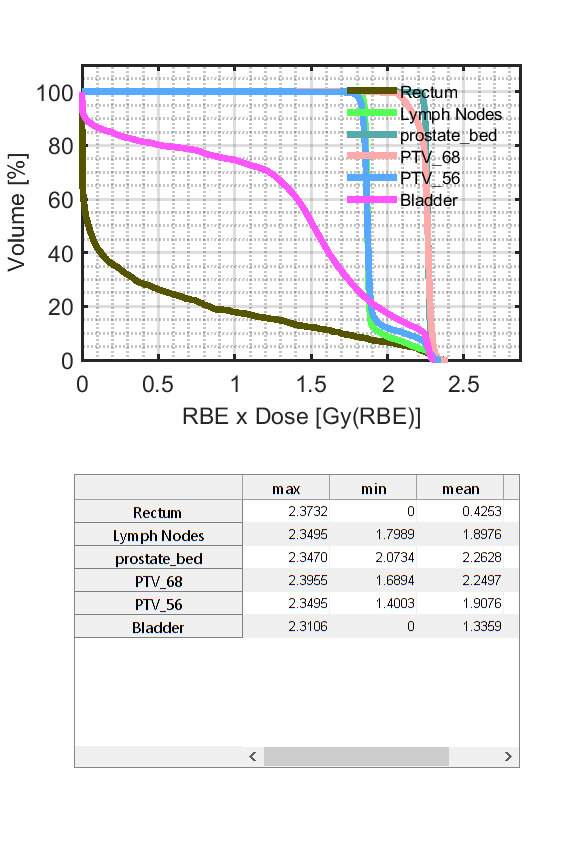 Volume [%]
100
80
60
40
20
0
Rectum
Lymph Nodes
prostate_bed
PTV_68
PTV_56
Bladder
0 0.5 1 1.5 2 2.5
RBE x Dose [Gy(RBE)]
max min mean
Rectum 2.3732 0 0.4253
Lymph Nodes 2.3495 1.7989 1.8976
prostate_bed 2.3470 2.0734 2.2628
PTV_68 2.3955 1.6894 2.2497
PTV_56 2.3495 1.4003 1.9076
Bladder 2.3106 0 1.3359